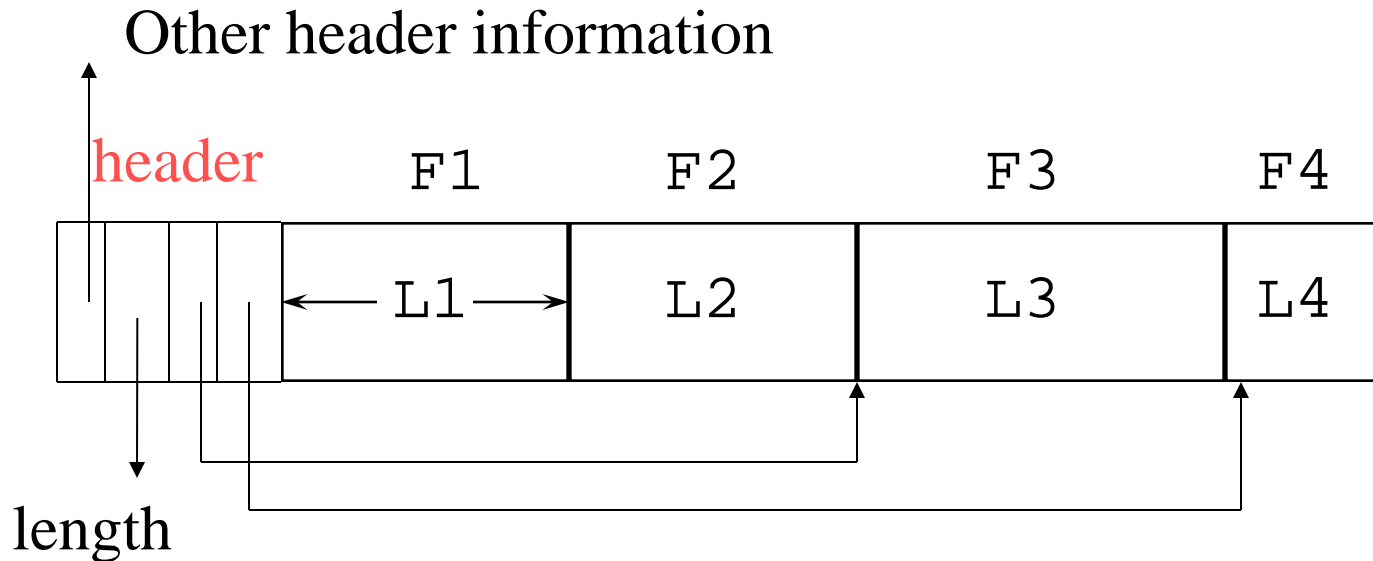 Other header information
header
F1 F2 F3 F4
L1 L2 L3 L4
length